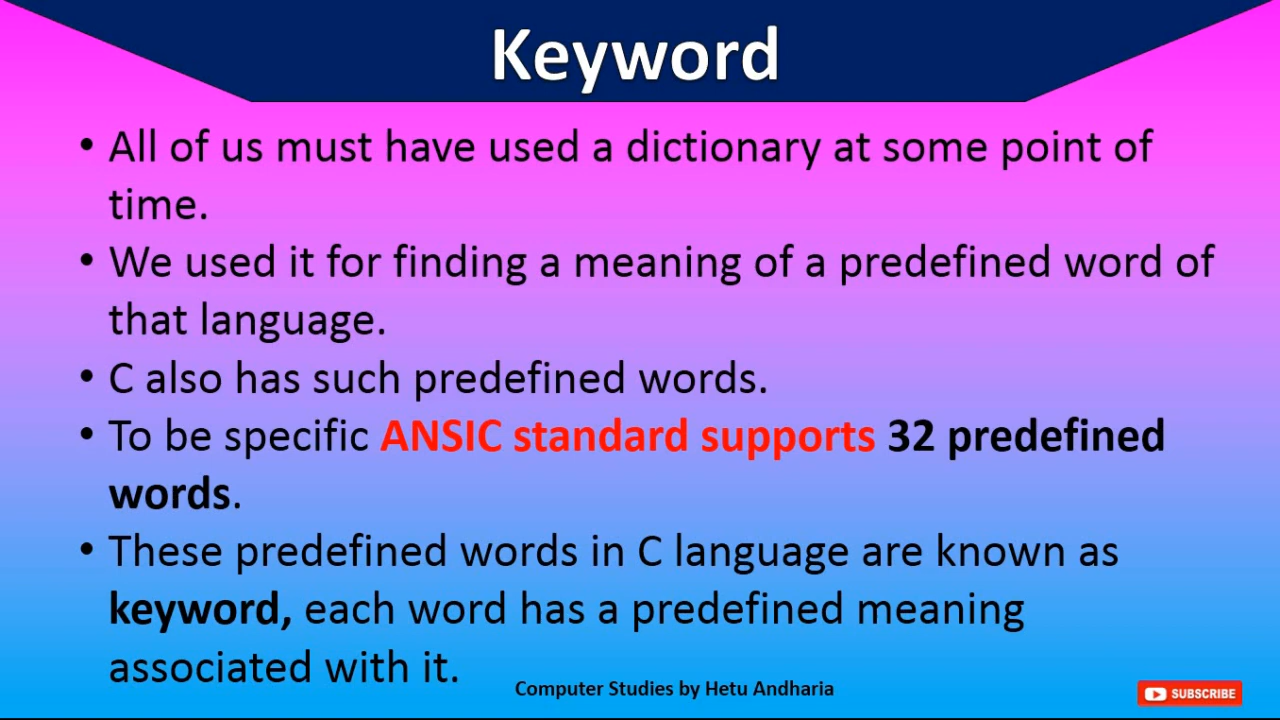 Keyword
• All of us must have used a dictionary at some point of
time.
• We used it for finding a meaning of a predefined word of
that language.
• C also has such predefined words.
• To be specific ANSIC standard supports 32 predefined
words.
• These predefined words in C language are known as
keyword, each word has a predefined meaning
associated with it.
Computer Studies by Hetu Andharia
SUBSCRIBE